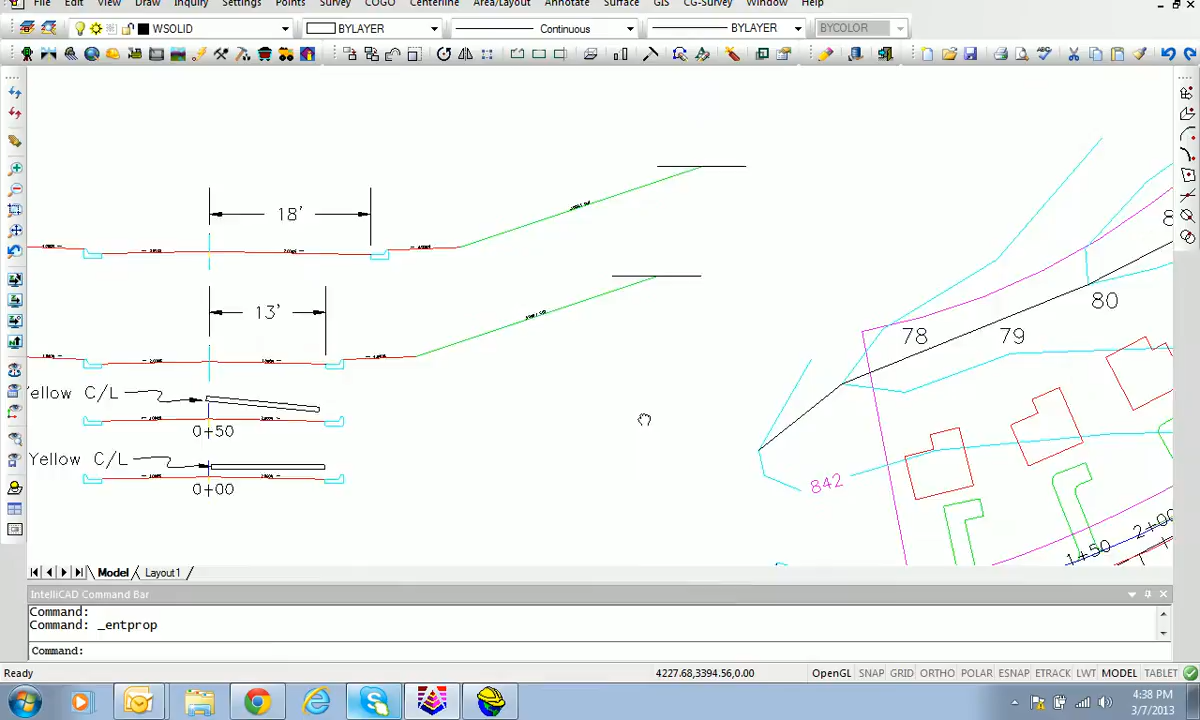 File Edit View Draw Inquiry Settings Points Survey COGO Centerline Area/Layout Annotate Surface GIS CG-Survey Window Help
WSOLID BYLAYER Continuous BYLAYER BYCOLOR
18'
13'
Yellow C/L
0+50
Yellow C/L
0+00
78
79
80
842
1+50
2+00
Model Layout1
IntelliCAD Command Bar
Command:
Command: _entprop
Command:
Ready 4227.68,3394.56,0.00 OpenGL SNAP GRID ORTHO POLAR ESNAP ETRACK LWT MODEL TABLET
4:38 PM
3/7/2013